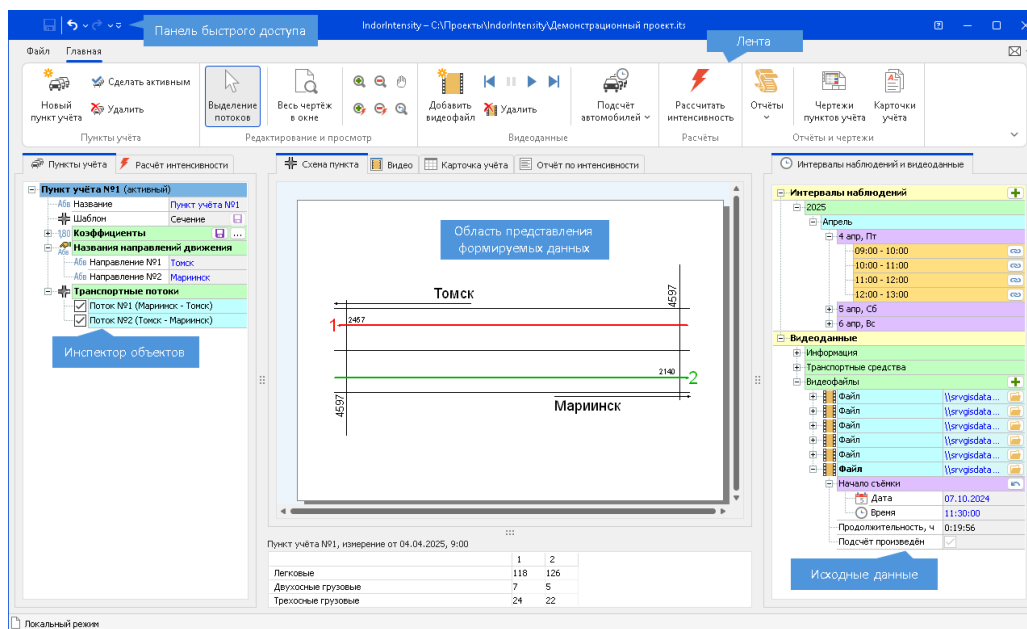 IndorIntensity – C:\Проекты\IndorIntensity\Демонстрационный проект.its
Панель быстрого доступа
Лента
Файл Главная
Новый пункт учёта
Сделать активным
Удалить
Пункты учёта
Выделение потоков
Весь чертёж в окне
Редактирование и просмотр
Добавить видеофайл
Удалить
Подсчёт автомобилей
Видеоданные
Рассчитать интенсивность
Расчёты
Отчёты
Чертежи пунктов учёта
Карточки учёта
Отчёты и чертежи
Пункты учёта Расчёт интенсивности
Пункт учёта №1 (активный)
Абв Название Пункт учёта №1
Шаблон Сечение
1,80 Коэффициенты ...
Абв Названия направлений движения
Абв Направление №1 Томск
Абв Направление №2 Мариинск
Транспортные потоки
Поток №1 (Мариинск - Томск)
Поток №2 (Томск - Мариинск)
Инспектор объектов
Схема пункта Видео Карточка учёта Отчёт по интенсивности
Область представления формируемых данных
Томск
4597
1 2457
2140 2
4597
Мариинск
Пункт учёта №1, измерение от 04.04.2025, 9:00
1 2
Легковые 118 126
Двухосные грузовые 7 5
Трехосные грузовые 24 22
Интервалы наблюдений и видеоданные
Интервалы наблюдений
2025
Апрель
4 апр, Пт
09:00 - 10:00
10:00 - 11:00
11:00 - 12:00
12:00 - 13:00
5 апр, Сб
6 апр, Вс
Видеоданные
Информация
Транспортные средства
Видеофайлы
Файл \\srvgisdata...
Файл \\srvgisdata...
Файл \\srvgisdata...
Файл \\srvgisdata...
Файл \\srvgisdata...
Файл \\srvgisdata...
Начало съёмки
Дата 07.10.2024
Время 11:30:00
Продолжительность, ч 0:19:56
Подсчёт произведён
Исходные данные
Локальный режим